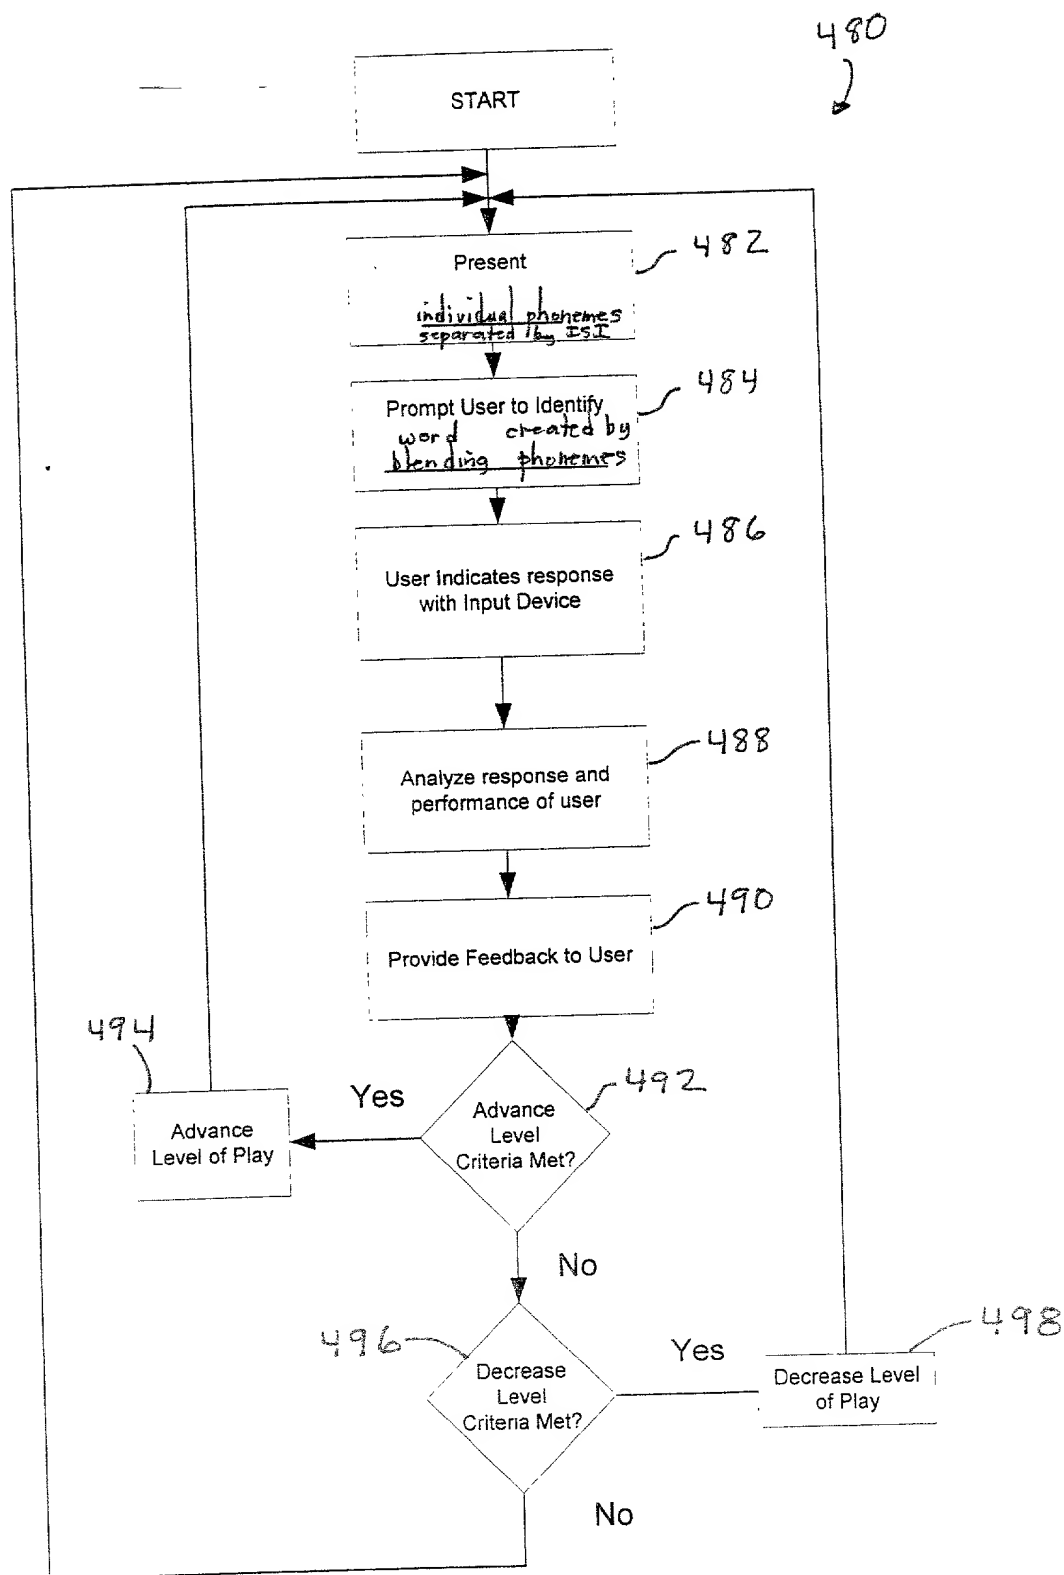 480
START
482
Present
individual phonemes
separated by ISI
484
Prompt User to Identify
word created by
blending phonemes
486
User Indicates response
with Input Device
488
Analyze response and
performance of user
490
Provide Feedback to User
494
492
Yes
Advance
Level of Play
Advance
Level
Criteria Met?
No
496
498
Yes
Decrease
Level
Criteria Met?
Decrease Level
of Play
No